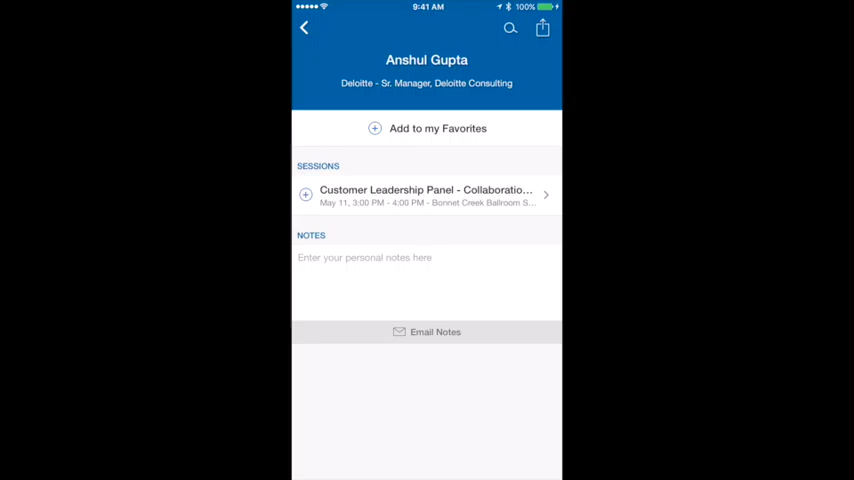 9:41 AM
100%
Anshul Gupta
Deloitte - Sr. Manager, Deloitte Consulting
Add to my Favorites
SESSIONS
Customer Leadership Panel - Collaboratio...
May 11, 3:00 PM - 4:00 PM - Bonnet Creek Ballroom S...
NOTES
Enter your personal notes here
Email Notes